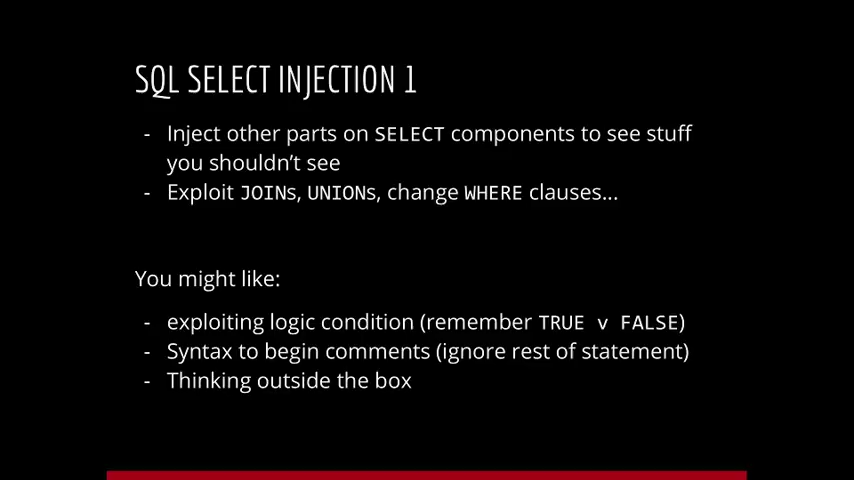 SQL SELECT INJECTION 1
- Inject other parts on SELECT components to see stuff
you shouldn’t see
- Exploit JOINs, UNIONs, change WHERE clauses...
You might like:
- exploiting logic condition (remember TRUE v FALSE)
- Syntax to begin comments (ignore rest of statement)
- Thinking outside the box